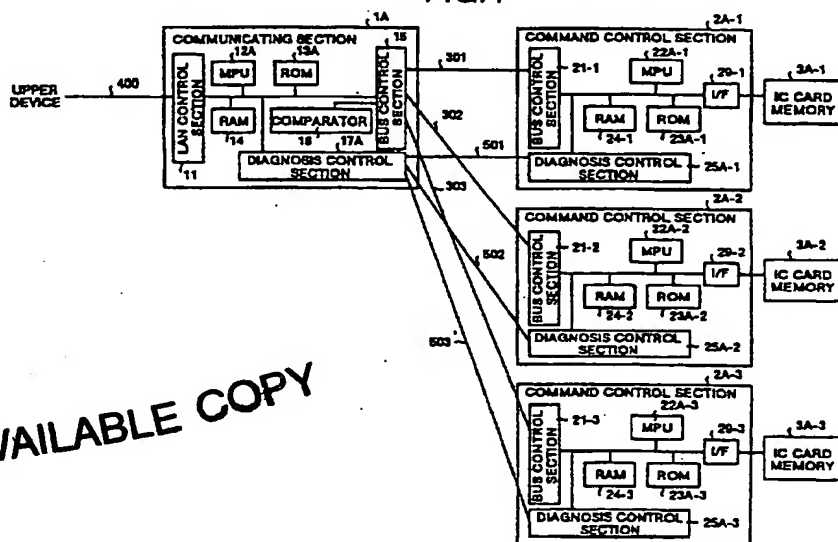 1A
COMMUNICATING SECTION
12A
13A
15
MPU
ROM
400
UPPER
DEVICE
LAN CONTROL
SECTION
RAM
14
COMPARATOR
16
17A
BUS CONTROL
SECTION
DIAGNOSIS CONTROL
SECTION
11
301
302
501
303
502
503
2A-1
COMMAND CONTROL SECTION
22A-1
21-1
MPU
29-1
3A-1
BUS CONTROL
SECTION
I/F
IC CARD
MEMORY
RAM
ROM
24-1
23A-1
DIAGNOSIS CONTROL
SECTION
25A-1
2A-2
COMMAND CONTROL SECTION
22A-2
21-2
MPU
29-2
3A-2
BUS CONTROL
SECTION
I/F
IC CARD
MEMORY
RAM
ROM
24-2
23A-2
DIAGNOSIS CONTROL
SECTION
25A-2
2A-3
COMMAND CONTROL SECTION
22A-3
21-3
MPU
29-3
3A-3
BUS CONTROL
SECTION
I/F
IC CARD
MEMORY
RAM
ROM
24-3
23A-3
DIAGNOSIS CONTROL
SECTION
25A-3
AVAILABLE COPY